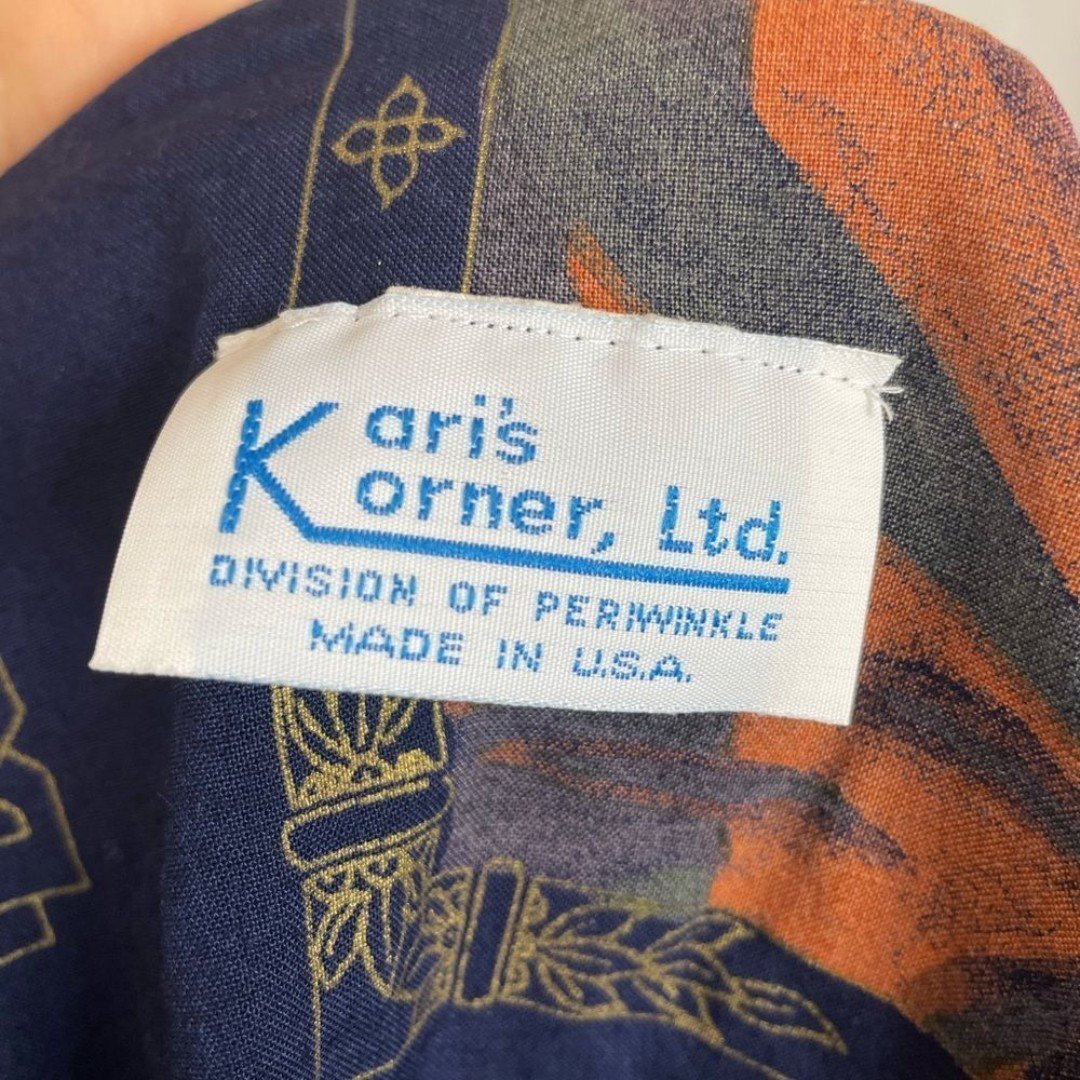 Kari's
Korner, Ltd.
DIVISION OF PERIWINKLE
MADE IN U.S.A.